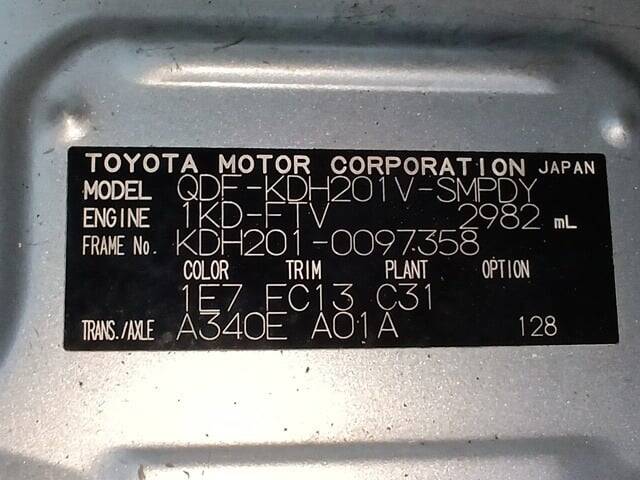 TOYOTA MOTOR CORPORATION JAPAN
MODEL QDF-KDH201V-SMPDY
ENGINE 1KD-FTV 2982 mL
FRAME No. KDH201-0097358
COLOR TRIM PLANT OPTION
1E7 FC13 C31
TRANS./AXLE A340E A01A 128